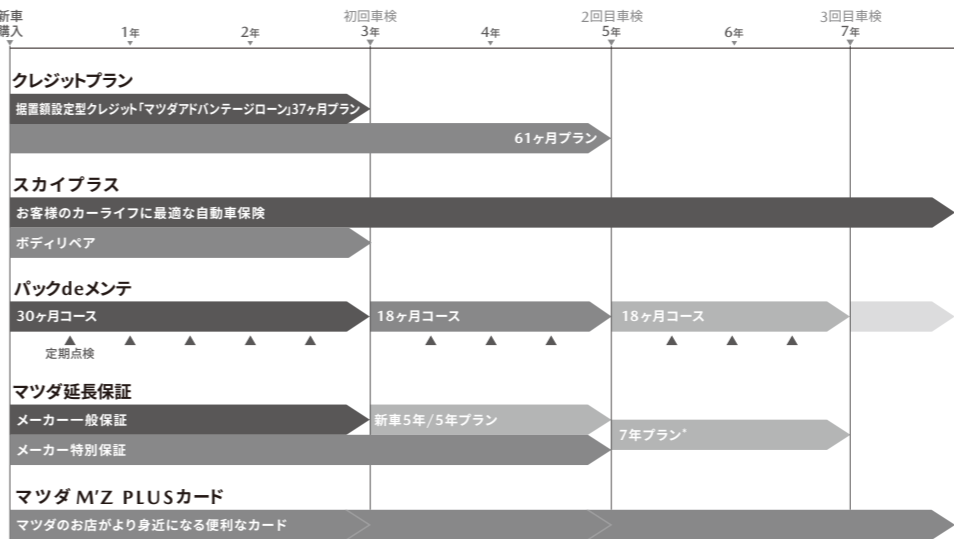 新車
購入
1年
2年
初回車検
3年
4年
2回目車検
5年
6年
3回目車検
7年
クレジットプラン
据置額設定型クレジット「マツダアドバンテージローン」37ヶ月プラン
61ヶ月プラン
スカイプラス
お客様のカーライフに最適な自動車保険
ボディリペア
パックdeメンテ
30ヶ月コース
18ヶ月コース
18ヶ月コース
定期点検
マツダ延長保証
メーカー一般保証
新車5年/5年プラン
7年プラン*
メーカー特別保証
マツダ M'Z PLUSカード
マツダのお店がより身近になる便利なカード